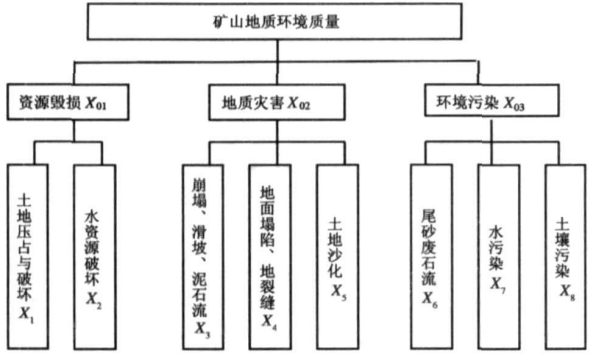 矿山地质环境质量
资源毁损 X01
地质灾害 X02
环境污染 X03
土地压占与破坏 X1
水资源破坏 X2
崩塌、滑坡、泥石流 X3
地面塌陷、地裂缝 X4
土地沙化 X5
尾砂废石流 X6
水污染 X7
土壤污染 X8